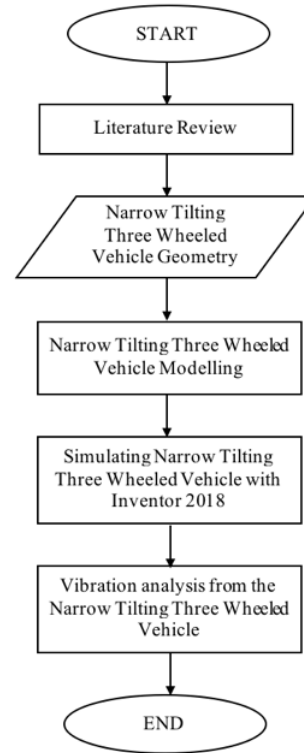 START
Literature Review
Narrow Tilting
Three Wheeled
Vehicle Geometry
Narrow Tilting Three Wheeled
Vehicle Modelling
Simulating Narrow Tilting
Three Wheeled Vehicle with
Inventor 2018
Vibration analysis from the
Narrow Tilting Three Wheeled
Vehicle
END